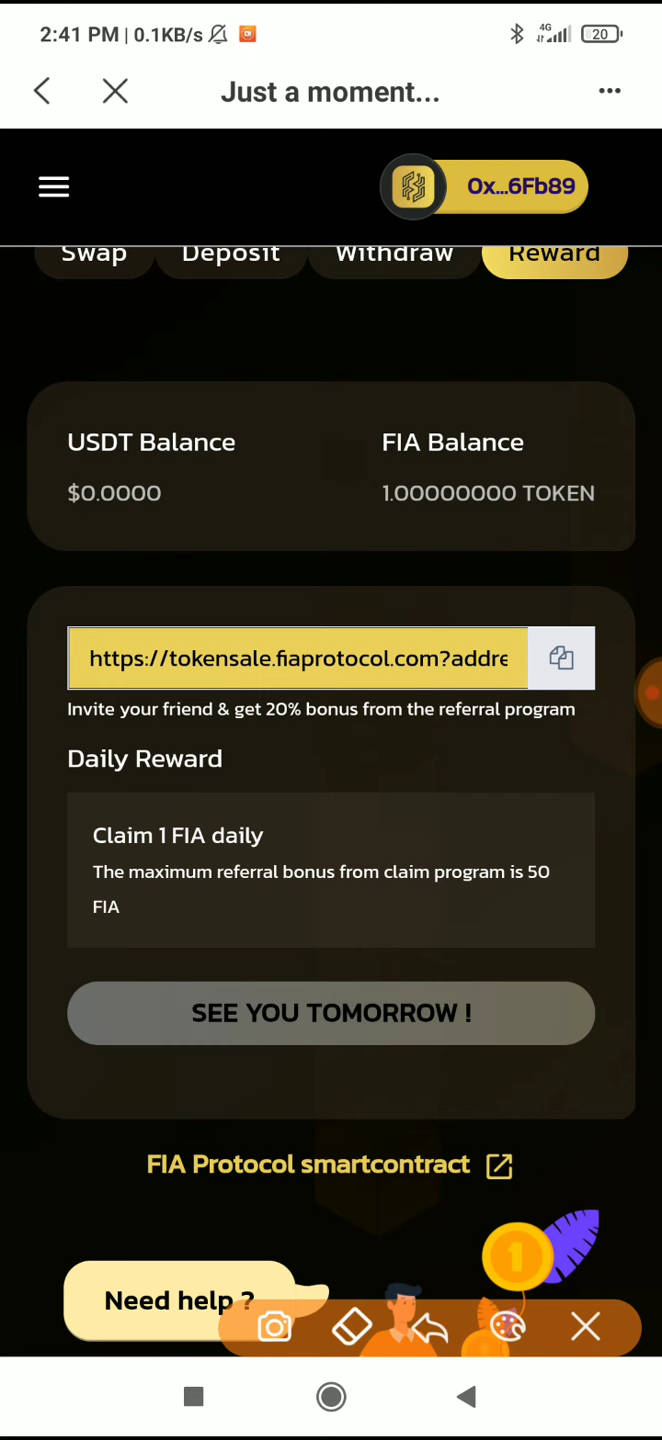 2:41 PM | 0.1KB/s
4G
20
Just a moment...
0x...6Fb89
Swap Deposit Withdraw Reward
USDT Balance FIA Balance
$0.0000 1.00000000 TOKEN
https://tokensale.fiaprotocol.com?addre
Invite your friend & get 20% bonus from the referral program
Daily Reward
Claim 1 FIA daily
The maximum referral bonus from claim program is 50
FIA
SEE YOU TOMORROW !
FIA Protocol smartcontract
1
Need help ?